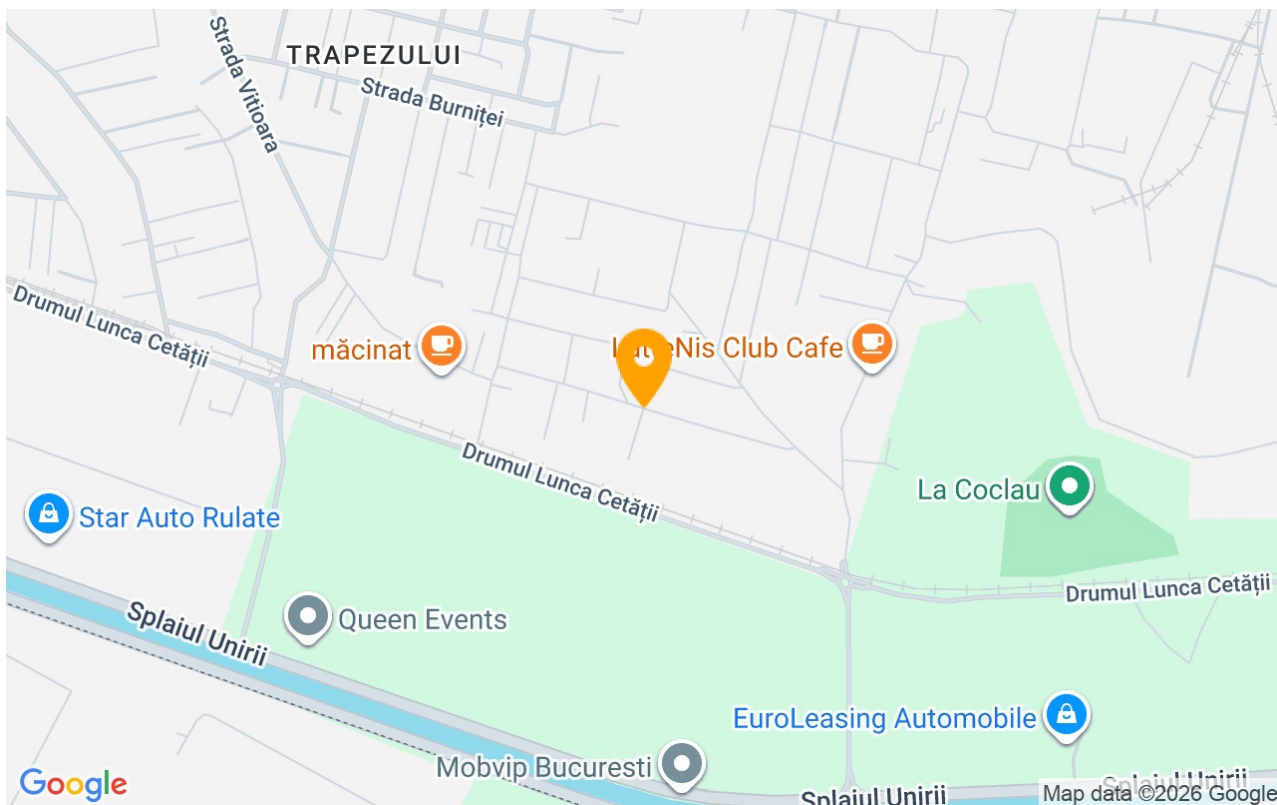 Strada Vitioara
TRAPEZULUI
Strada Burniței
Drumul Lunca Cetății
măcinat
Nis Club Cafe
Drumul Lunca Cetății
La Coclau
Star Auto Rulate
Drumul Lunca Cetății
Splaiul Unirii
Queen Events
EuroLeasing Automobile
Mobvip Bucuresti
Google
Splaiul Unirii
Splaiul Unirii
Map data ©2026 Google